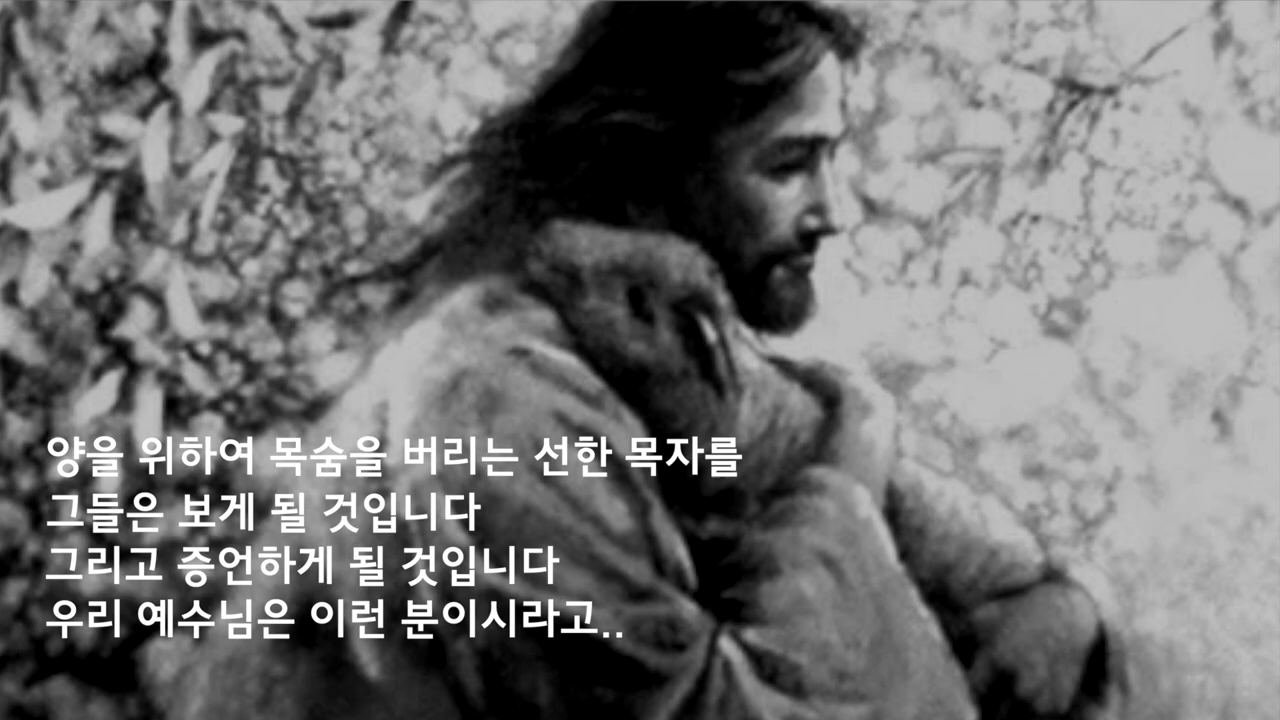 양을 위하여 목숨을 버리는 선한 목자를
그들은 보게 될 것입니다
그리고 증언하게 될 것입니다
우리 예수님은 이런 분이시라고..